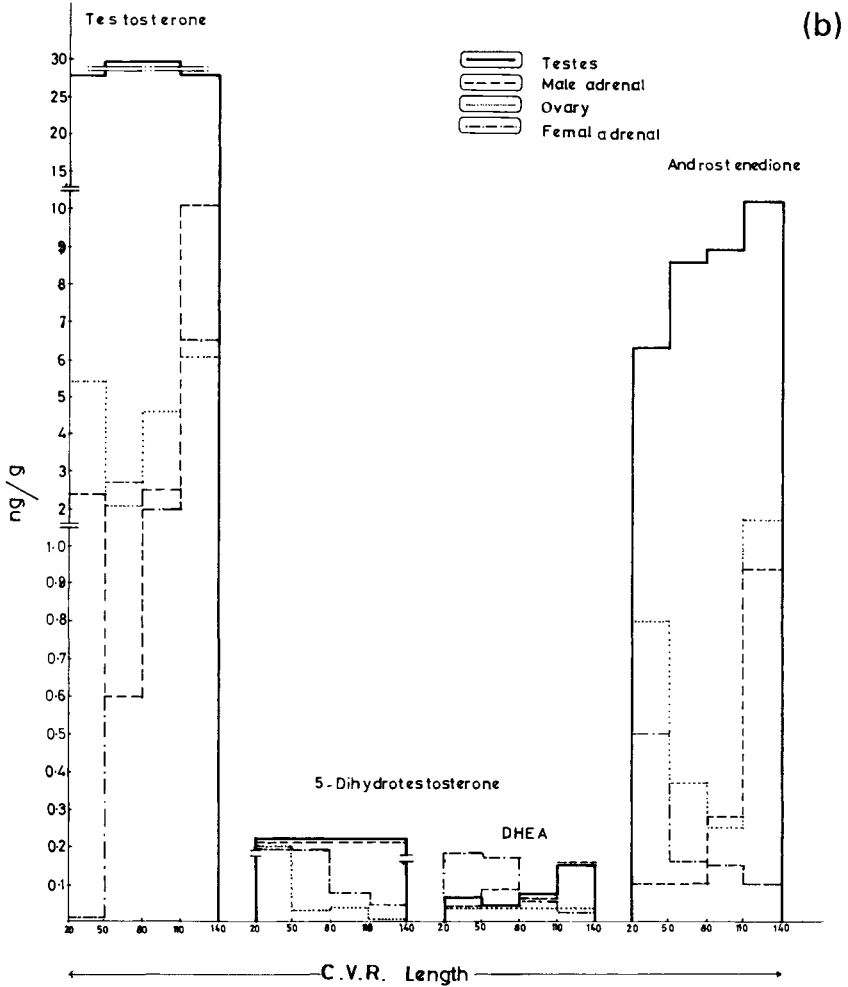 (b)
Testosterone
Testes
Male adrenal
Ovary
Femal adrenal
Androstenedione
30
25
20
15
10
9
8
7
6
5
4
3
2
1.0
0.9
0.8
0.7
0.6
0.5
0.4
0.3
0.2
0.1
ng/g
5-Dihydrotestosterone
DHEA
20 50 80 110 140
20 50 80 110 140
20 50 80 110 140
20 50 80 110 140
C.V.R. Length